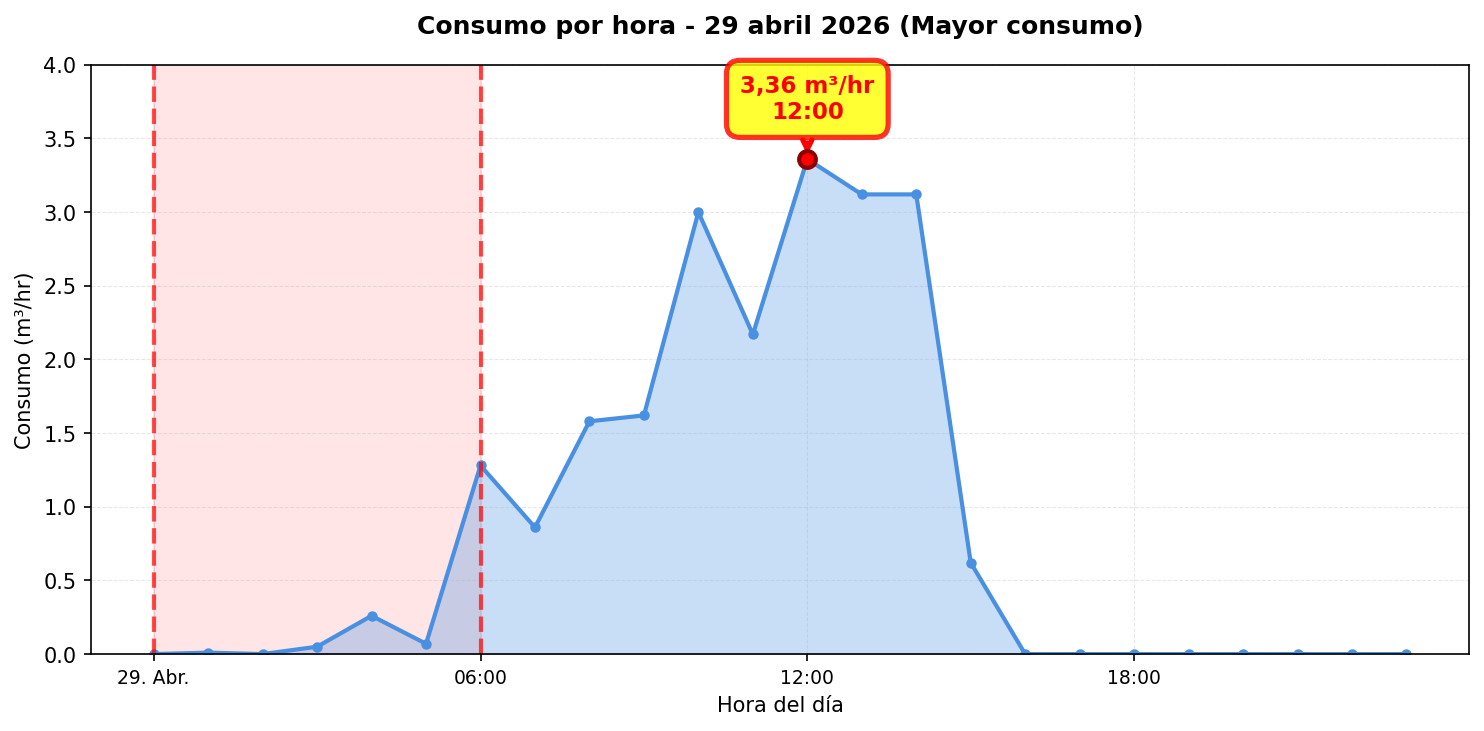 Consumo por hora - 29 abril 2026 (Mayor consumo)
3,36 m³/hr
12:00
Consumo (m³/hr)
4.0
3.5
3.0
2.5
2.0
1.5
1.0
0.5
0.0
29. Abr.
06:00
12:00
18:00
Hora del día